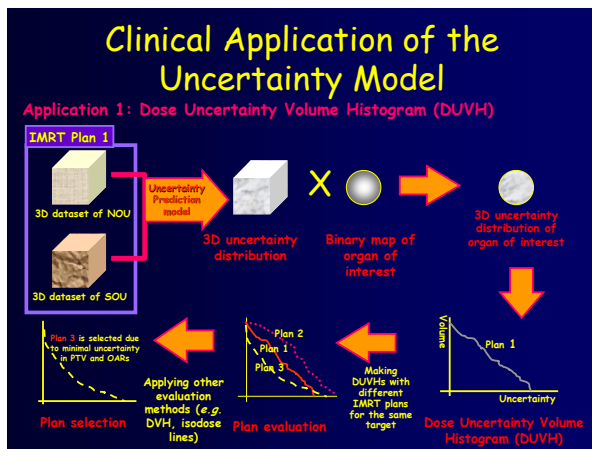 Clinical Application of the
Uncertainty Model
Application 1: Dose Uncertainty Volume Histogram (DUVH)
IMRT Plan 1
3D dataset of NOU
3D dataset of SOU
Uncertainty
Prediction
model
3D uncertainty
distribution
X
Binary map of
organ of
interest
3D uncertainty
distribution of
organ of interest
Volume
Plan 1
Uncertainty
Dose Uncertainty Volume
Histogram (DUVH)
Making
DUVHs with
different
IMRT plans
for the same
target
Plan 2
Plan 1
Plan 3
Plan evaluation
Applying other
evaluation
methods (e.g.
DVH, isodose
lines)
Plan 3 is selected due
to minimal uncertainty
in PTV and OARs
Plan selection